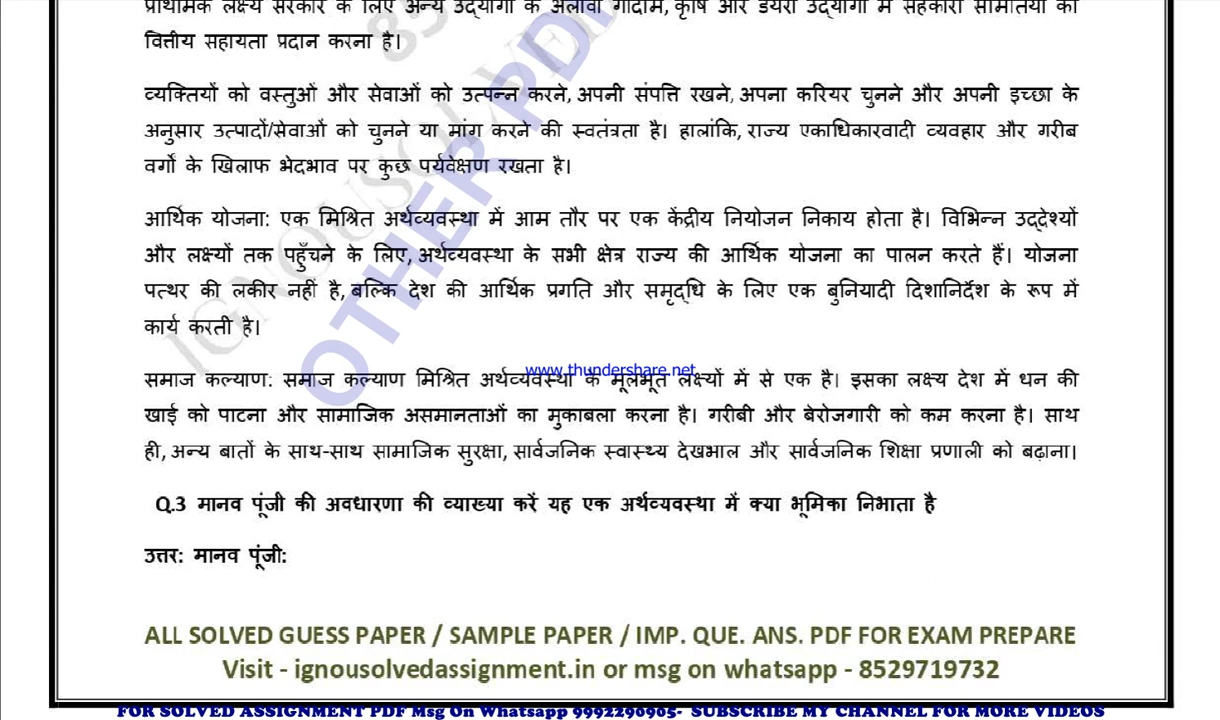 प्राथमिक लक्ष्य सरकार के लिए अन्य उद्योगों के अलावा गोदाम, कृषि और डेयरी उद्योगों में सहकारी समितियों को
वित्तीय सहायता प्रदान करना है।
व्यक्तियों को वस्तुओं और सेवाओं को उत्पन्न करने, अपनी संपत्ति रखने, अपना करियर चुनने और अपनी इच्छा के
अनुसार उत्पादों/सेवाओं को चुनने या मांग करने की स्वतंत्रता है। हालांकि, राज्य एकाधिकारवादी व्यवहार और गरीब
वर्गों के खिलाफ भेदभाव पर कुछ पर्यवेक्षण रखता है।
आर्थिक योजना: एक मिश्रित अर्थव्यवस्था में आम तौर पर एक केंद्रीय नियोजन निकाय होता है। विभिन्न उद्देश्यों
और लक्ष्यों तक पहुँचने के लिए, अर्थव्यवस्था के सभी क्षेत्र राज्य की आर्थिक योजना का पालन करते हैं। योजना
पत्थर की लकीर नहीं है, बल्कि देश की आर्थिक प्रगति और समृद्धि के लिए एक बुनियादी दिशानिर्देश के रूप में
कार्य करती है।
www.thundershare.net
समाज कल्याण: समाज कल्याण मिश्रित अर्थव्यवस्था के मूलभूत लक्ष्यों में से एक है। इसका लक्ष्य देश में धन की
खाई को पाटना और सामाजिक असमानताओं का मुकाबला करना है। गरीबी और बेरोजगारी को कम करना है। साथ
ही, अन्य बातों के साथ-साथ सामाजिक सुरक्षा, सार्वजनिक स्वास्थ्य देखभाल और सार्वजनिक शिक्षा प्रणाली को बढ़ाना।
Q.3 मानव पूंजी की अवधारणा की व्याख्या करें यह एक अर्थव्यवस्था में क्या भूमिका निभाता है
उत्तर: मानव पूंजी:
OTHER PD
ALL SOLVED GUESS PAPER / SAMPLE PAPER / IMP. QUE. ANS. PDF FOR EXAM PREPARE
Visit - ignousolvedassignment.in or msg on whatsapp - 8529719732
FOR SOLVED ASSIGNMENT PDF Msg On Whatsapp 9992290905- SUBSCRIBE MY CHANNEL FOR MORE VIDEOS